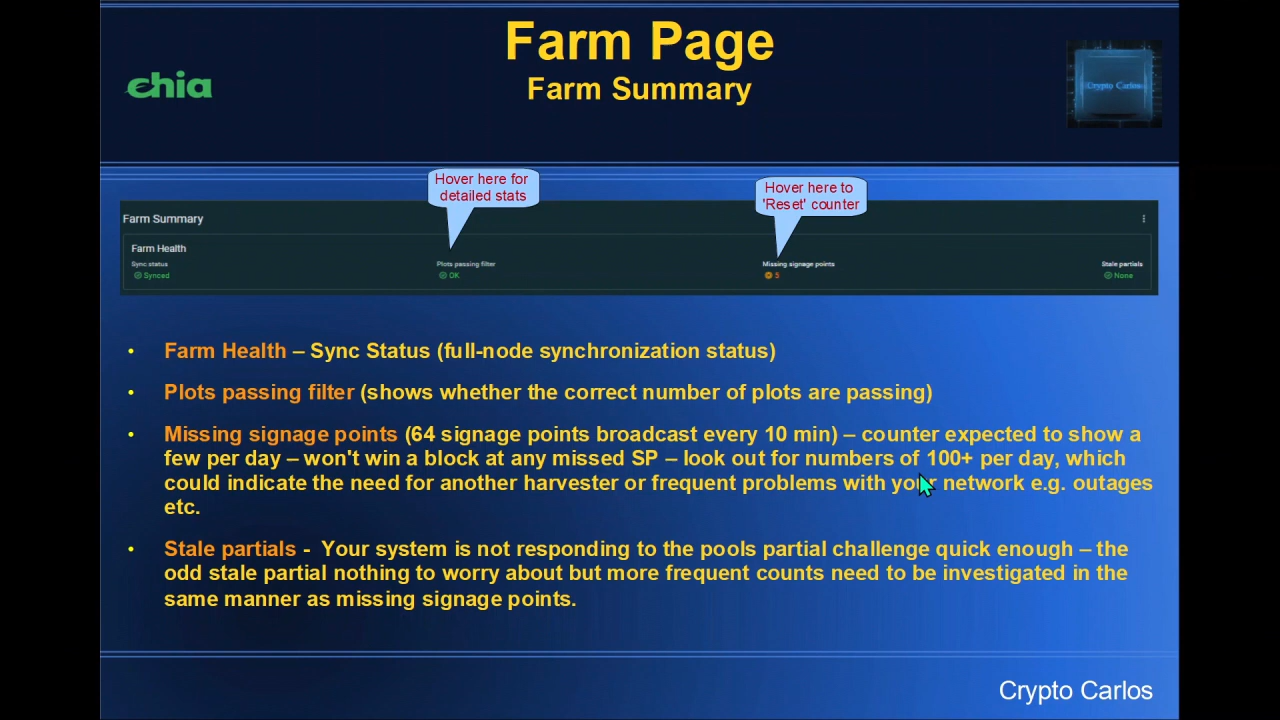 Farm Page
Farm Summary
chia
Crypto Carlos
Hover here for
detailed stats
Hover here to
'Reset' counter
Farm Summary
Farm Health
Sync status
Plots passing filter
Missing signage points
Stale partials
Synced
OK
5
None
• Farm Health – Sync Status (full-node synchronization status)
• Plots passing filter (shows whether the correct number of plots are passing)
• Missing signage points (64 signage points broadcast every 10 min) – counter expected to show a
few per day – won't win a block at any missed SP – look out for numbers of 100+ per day, which
could indicate the need for another harvester or frequent problems with your network e.g. outages
etc.
• Stale partials - Your system is not responding to the pools partial challenge quick enough – the
odd stale partial nothing to worry about but more frequent counts need to be investigated in the
same manner as missing signage points.
Crypto Carlos